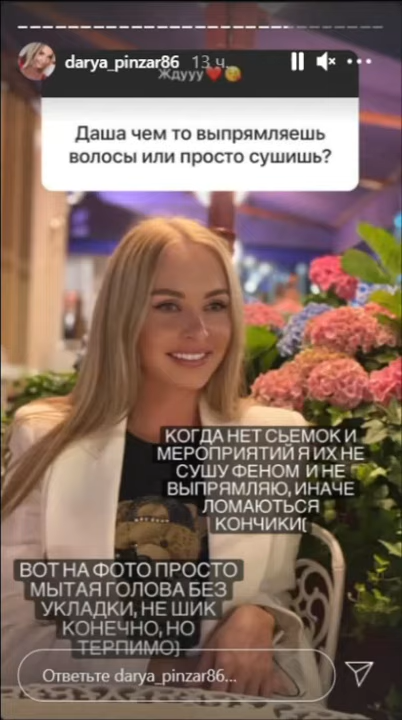 darya_pinzar86 13 ч.
Ждууу❤️🥰
Даша чем то выпрямляешь
волосы или просто сушишь?
КОГДА НЕТ СЬЕМОК И
МЕРОПРИЯТИЙ Я ИХ НЕ
СУШУ ФЕНОМ И НЕ
ВЫПРЯМЛЯЮ, ИНАЧЕ
ЛОМАЮТЬСЯ
КОНЧИКИ(
ВОТ НА ФОТО ПРОСТО
МЫТАЯ ГОЛОВА БЕЗ
УКЛАДКИ, НЕ ШИК
КОНЕЧНО, НО
ТЕРПИМО)
Ответьте darya_pinzar86...